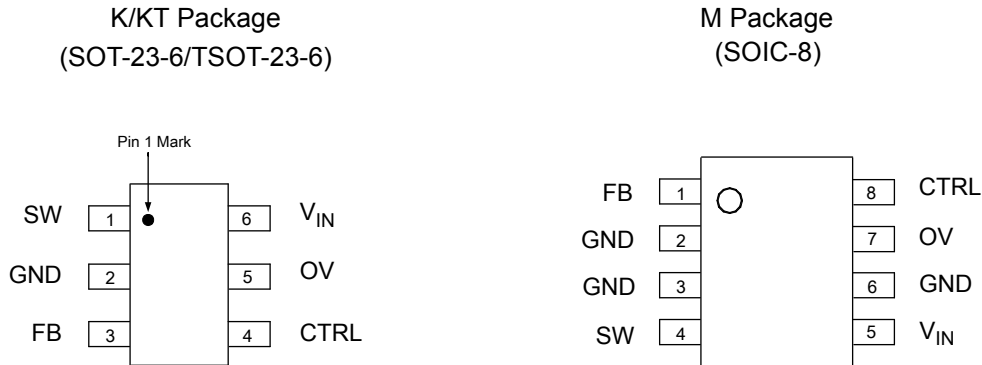 K/KT Package
(SOT-23-6/TSOT-23-6)
Pin 1 Mark
SW 1 6 VIN
GND 2 5 OV
FB 3 4 CTRL
M Package
(SOIC-8)
FB 1 8 CTRL
GND 2 7 OV
GND 3 6 GND
SW 4 5 VIN